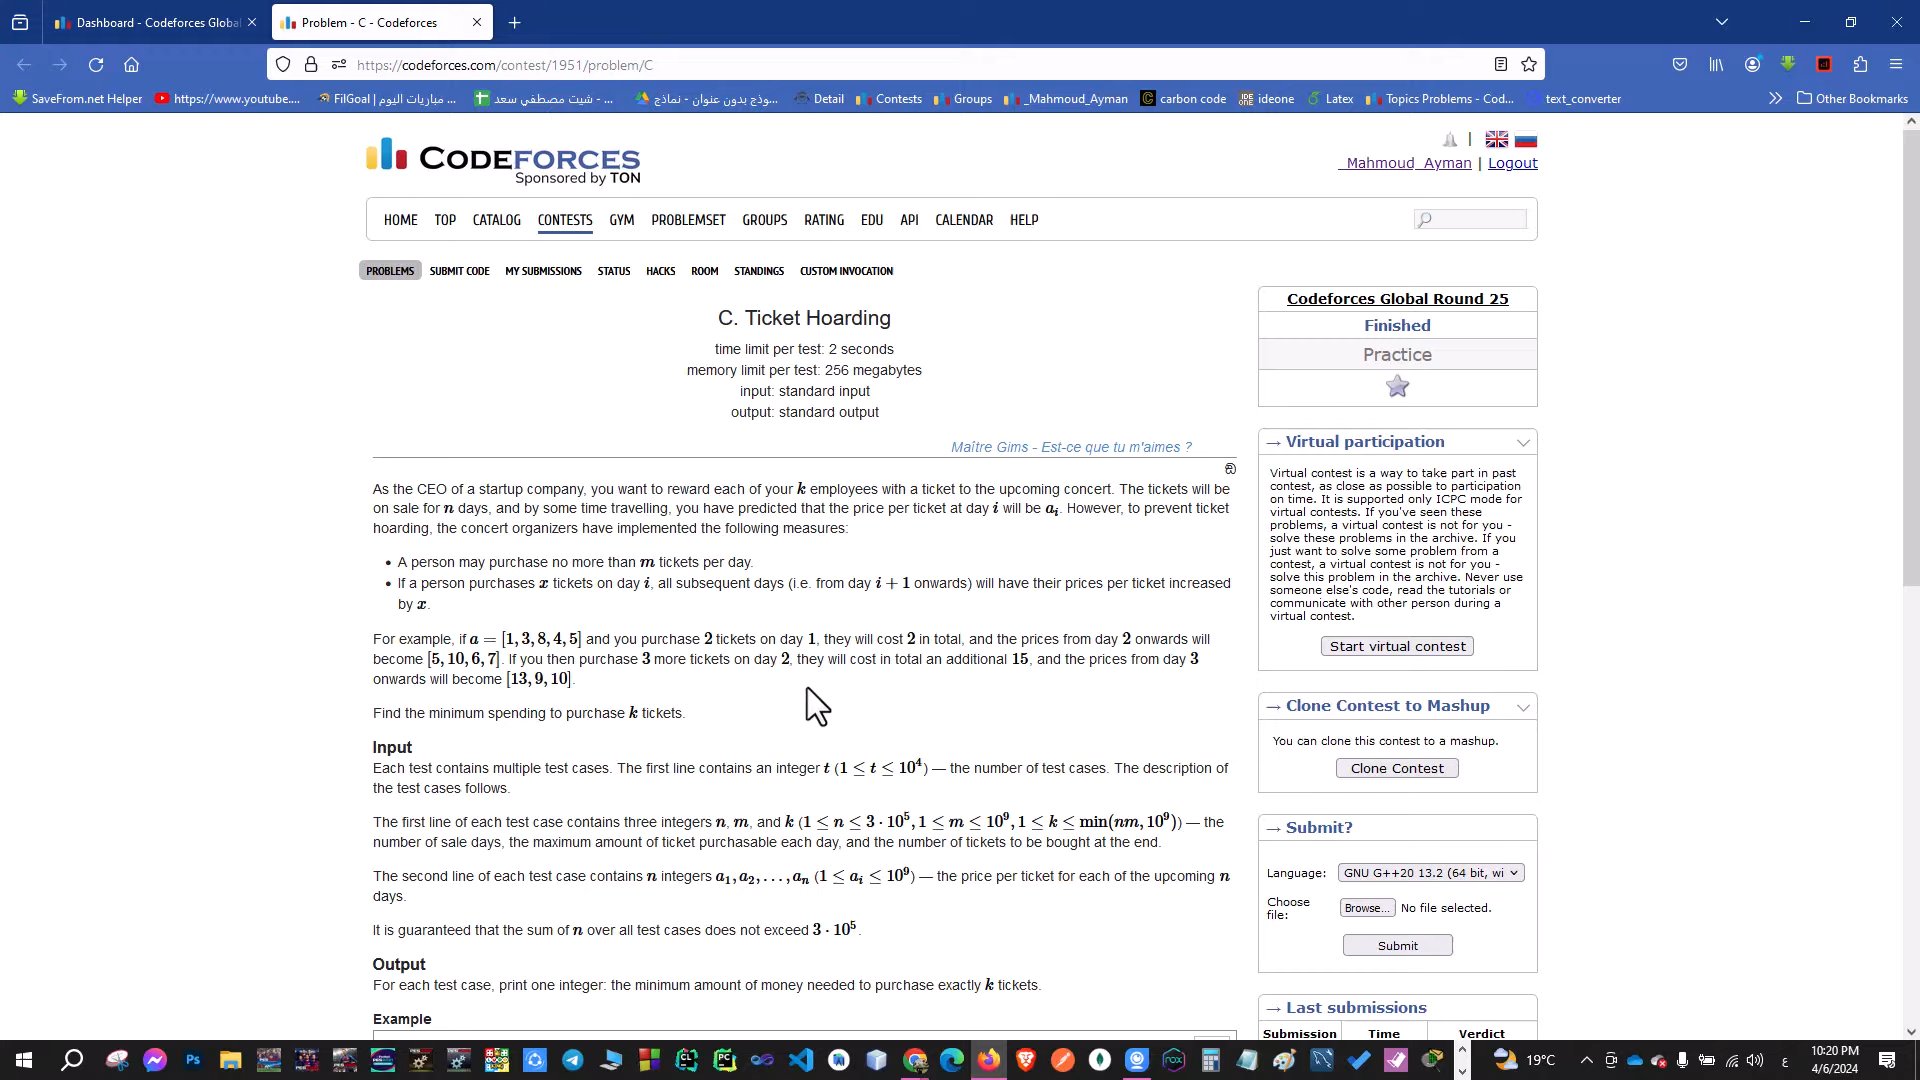 Dashboard - Codeforces Global
Problem - C - Codeforces
https://codeforces.com/contest/1951/problem/C
SaveFrom.net Helper
https://www.youtube....
FilGoal | مباريات اليوم ...
شيت مصطفي سعد - ...
نموذج بدون عنوان - نماذج...
Detail
Contests
Groups
_Mahmoud_Ayman
carbon code
ideone
Latex
Topics Problems - Cod...
text_converter
Other Bookmarks
CODEFORCES
Sponsored by TON
_Mahmoud_Ayman | Logout
HOME TOP CATALOG CONTESTS GYM PROBLEMSET GROUPS RATING EDU API CALENDAR HELP
PROBLEMS SUBMIT CODE MY SUBMISSIONS STATUS HACKS ROOM STANDINGS CUSTOM INVOCATION
C. Ticket Hoarding
time limit per test: 2 seconds
memory limit per test: 256 megabytes
input: standard input
output: standard output
Maître Gims - Est-ce que tu m'aimes ?
As the CEO of a startup company, you want to reward each of your k employees with a ticket to the upcoming concert. The tickets will be
on sale for n days, and by some time travelling, you have predicted that the price per ticket at day i will be aᵢ. However, to prevent ticket
hoarding, the concert organizers have implemented the following measures:
• A person may purchase no more than m tickets per day.
• If a person purchases x tickets on day i, all subsequent days (i.e. from day i + 1 onwards) will have their prices per ticket increased
by x.
For example, if a = [1, 3, 8, 4, 5] and you purchase 2 tickets on day 1, they will cost 2 in total, and the prices from day 2 onwards will
become [5, 10, 6, 7]. If you then purchase 3 more tickets on day 2, they will cost in total an additional 15, and the prices from day 3
onwards will become [13, 9, 10].
Find the minimum spending to purchase k tickets.
Input
Each test contains multiple test cases. The first line contains an integer t (1 ≤ t ≤ 10⁴) — the number of test cases. The description of
the test cases follows.
The first line of each test case contains three integers n, m, and k (1 ≤ n ≤ 3 · 10⁵, 1 ≤ m ≤ 10⁹, 1 ≤ k ≤ min(nm, 10⁹)) — the
number of sale days, the maximum amount of ticket purchasable each day, and the number of tickets to be bought at the end.
The second line of each test case contains n integers a₁, a₂, . . . , aₙ (1 ≤ aᵢ ≤ 10⁹) — the price per ticket for each of the upcoming n
days.
It is guaranteed that the sum of n over all test cases does not exceed 3 · 10⁵.
Output
For each test case, print one integer: the minimum amount of money needed to purchase exactly k tickets.
Example
Codeforces Global Round 25
Finished
Practice
→ Virtual participation
Virtual contest is a way to take part in past
contest, as close as possible to participation
on time. It is supported only ICPC mode for
virtual contests. If you've seen these
problems, a virtual contest is not for you -
solve these problems in the archive. If you
just want to solve some problem from a
contest, a virtual contest is not for you -
solve this problem in the archive. Never use
someone else's code, read the tutorials or
communicate with other person during a
virtual contest.
Start virtual contest
→ Clone Contest to Mashup
You can clone this contest to a mashup.
Clone Contest
→ Submit?
Language: GNU G++20 13.2 (64 bit, wi
Choose
file:
Browse... No file selected.
Submit
→ Last submissions
Submission Time Verdict
19°C
ع
10:20 PM
4/6/2024